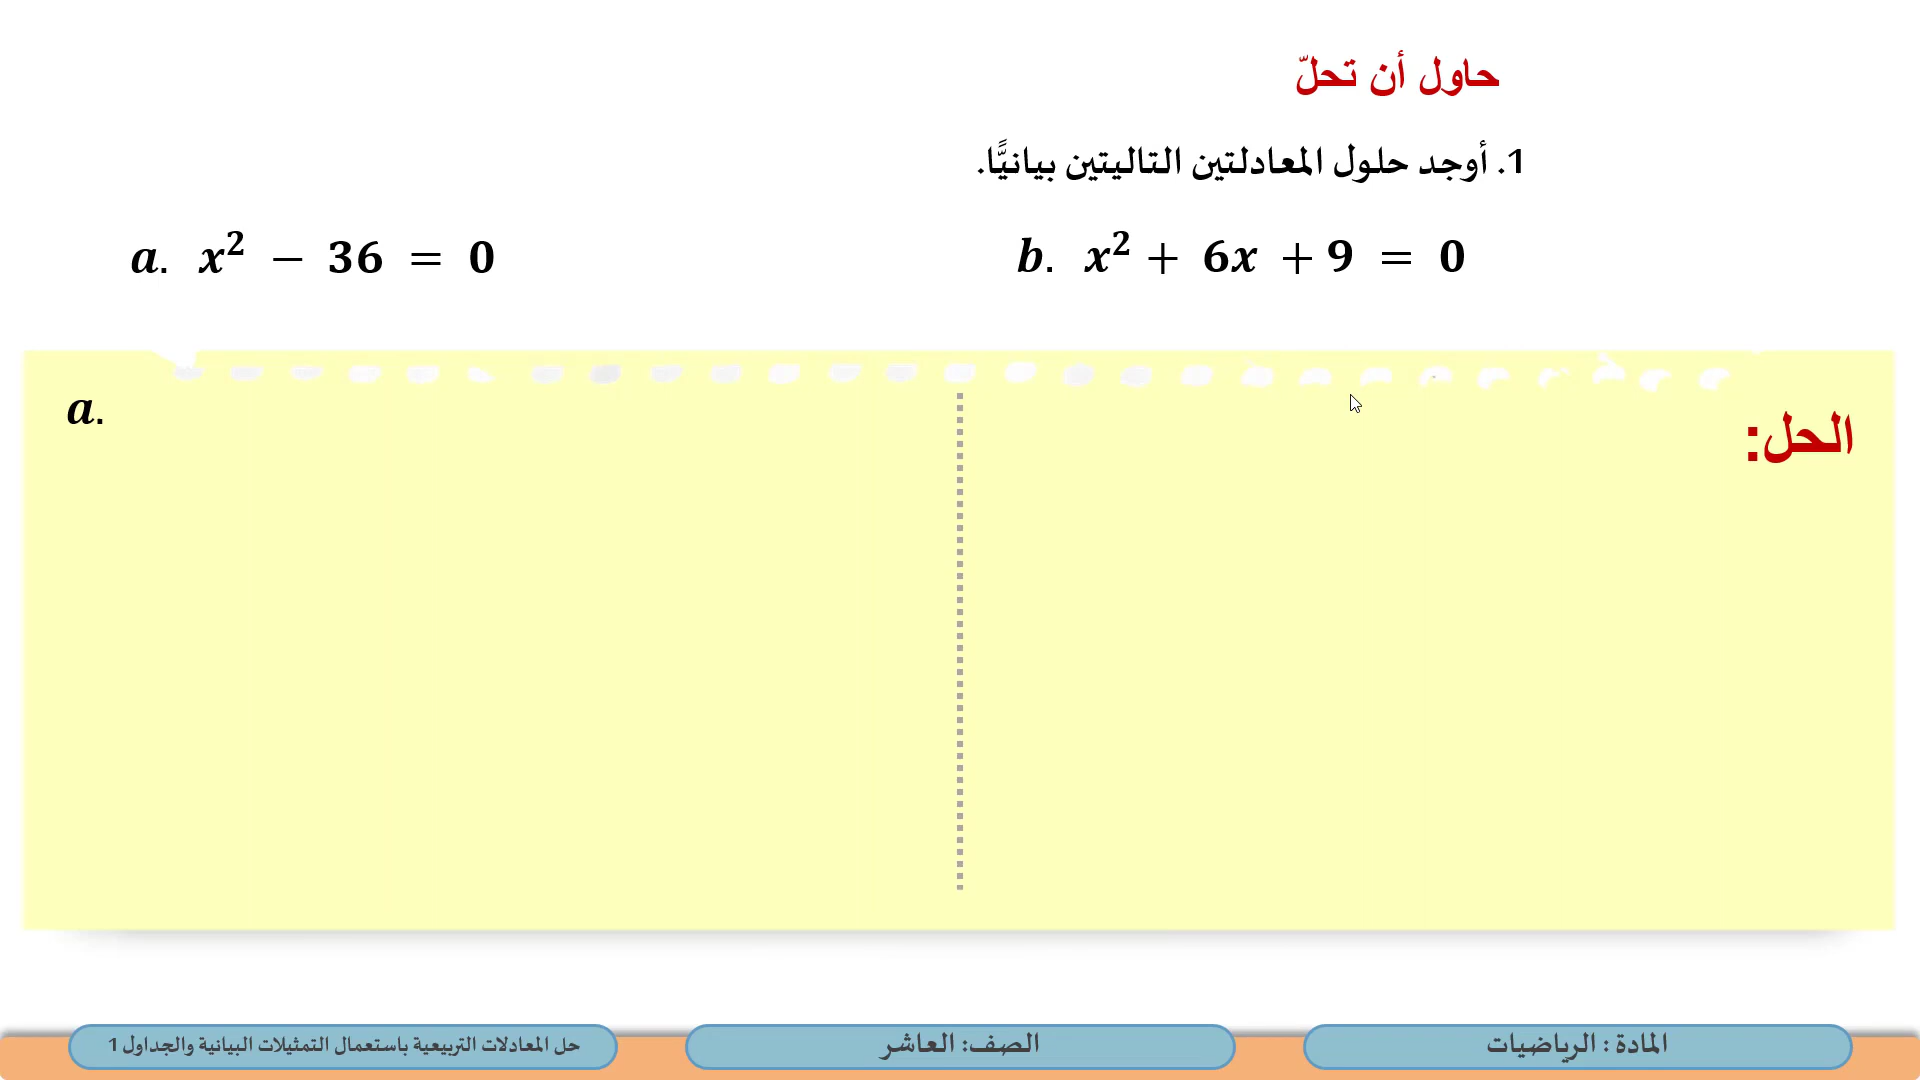 حاول أن تحلّ
1. أوجد حلول المعادلتين التاليتين بيانيًّا.
a. x² − 36 = 0
b. x² + 6x + 9 = 0
a.
الحل:
المادة : الرياضيات
الصف: العاشر
حل المعادلات التربيعية باستعمال التمثيلات البيانية والجداول 1